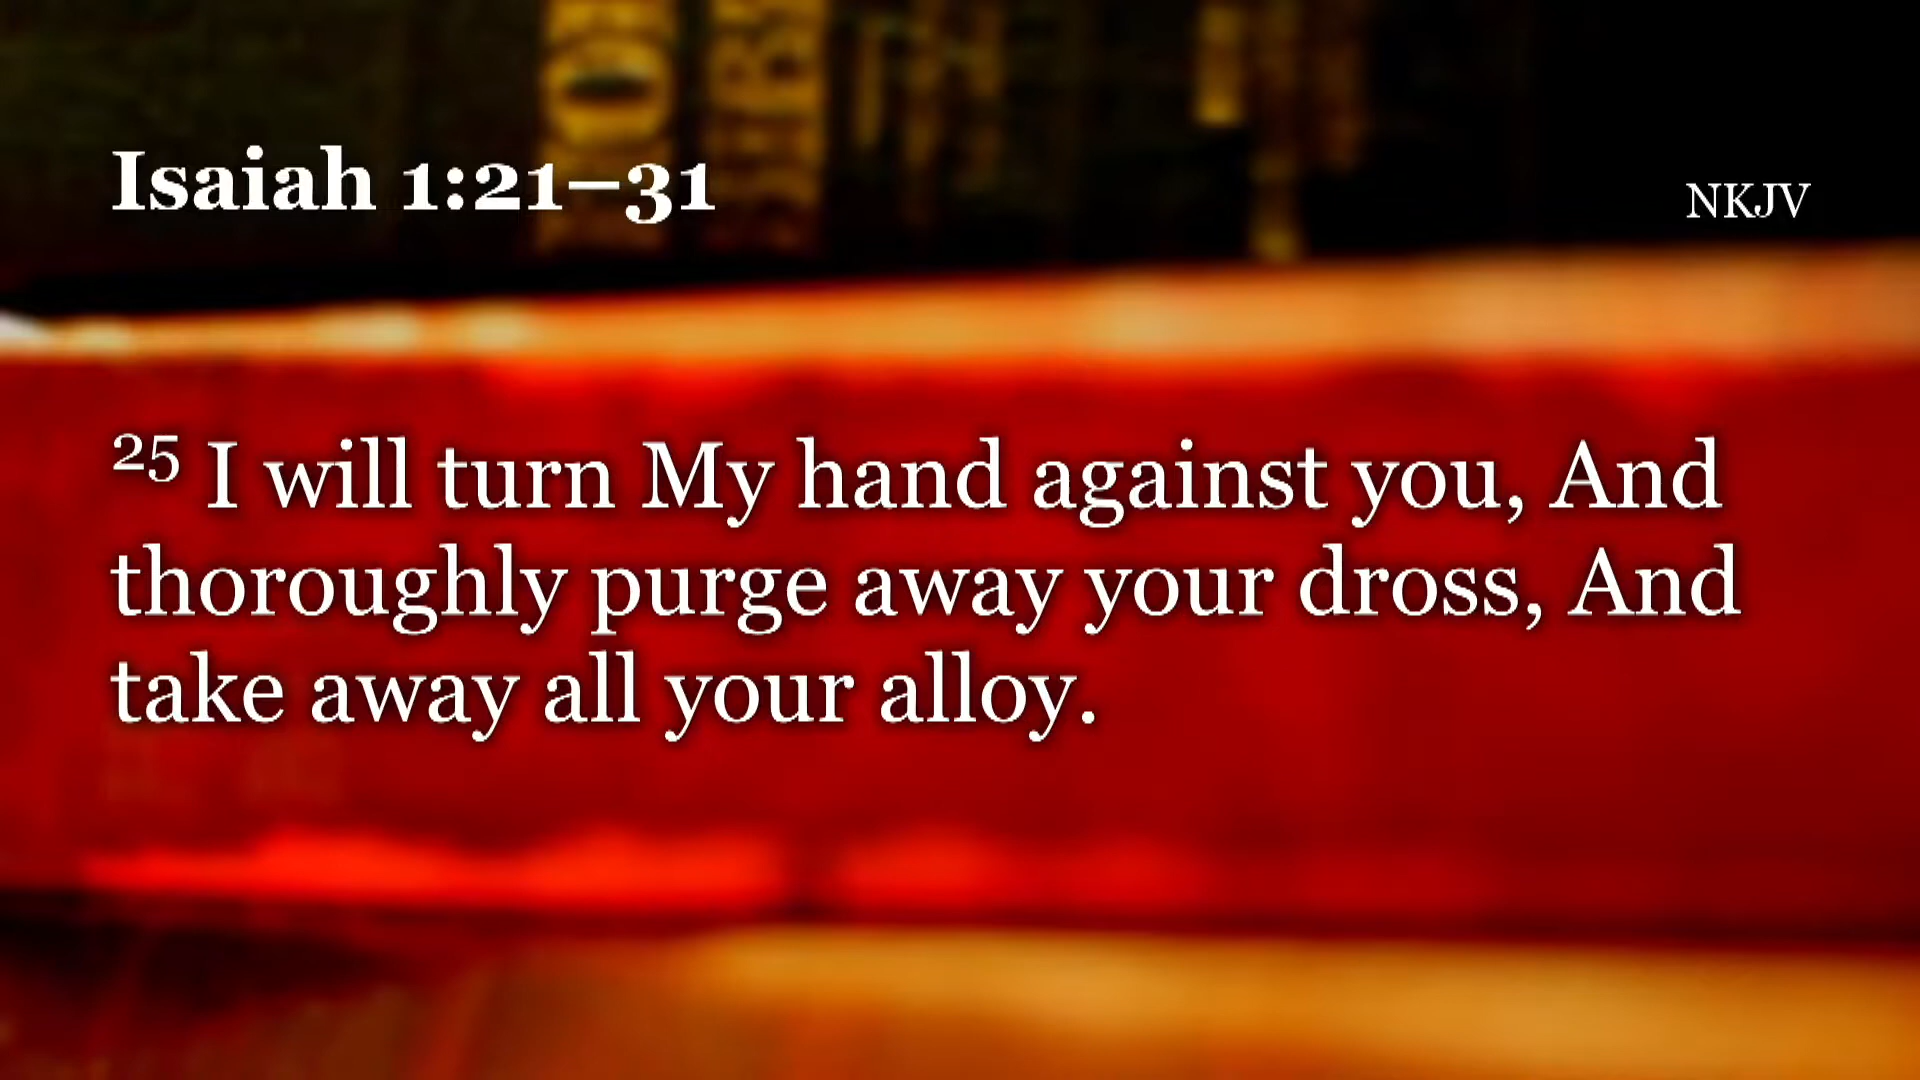 Isaiah 1:21–31
NKJV
25 I will turn My hand against you, And
thoroughly purge away your dross, And
take away all your alloy.